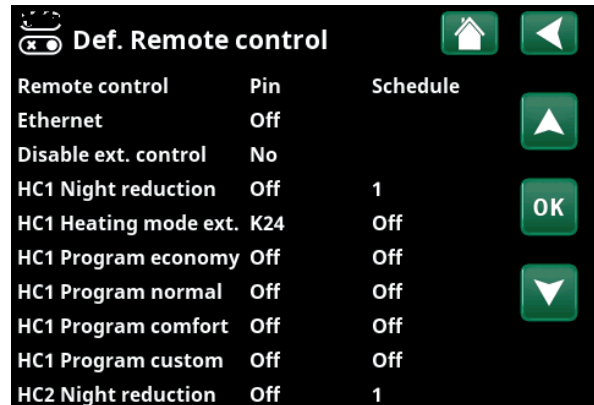 Def. Remote control
Remote control Pin Schedule
Ethernet Off
Disable ext. control No
HC1 Night reduction Off 1
OK
HC1 Heating mode ext. K24 Off
HC1 Program economy Off Off
HC1 Program normal Off Off
HC1 Program comfort Off Off
HC1 Program custom Off Off
HC2 Night reduction Off 1